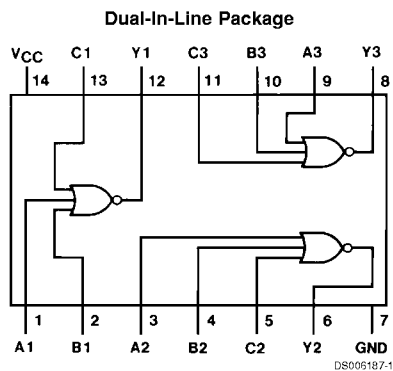 Dual-In-Line Package
VCC C1 Y1 C3 B3 A3 Y3
14 13 12 11 10 9 8
1 2 3 4 5 6 7
A1 B1 A2 B2 C2 Y2 GND
DS006187-1